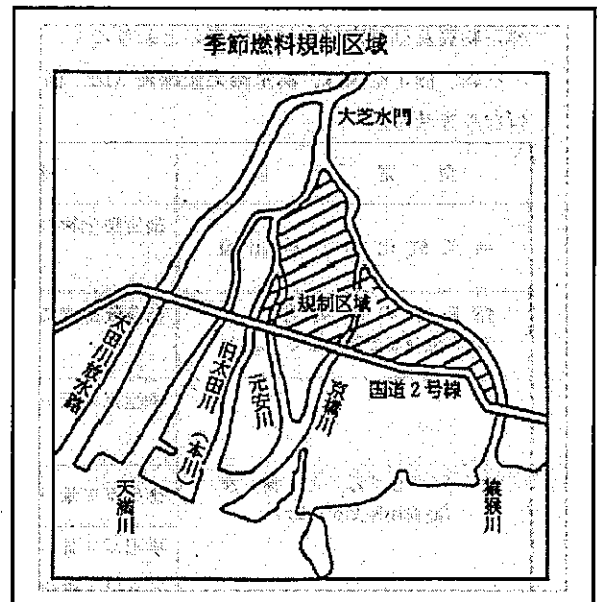 季節燃料規制区域
大芝水門
規制区域
太田川放水路
旧太田川(本川)
元安川
京橋川
国道2号線
天満川
猿猴川